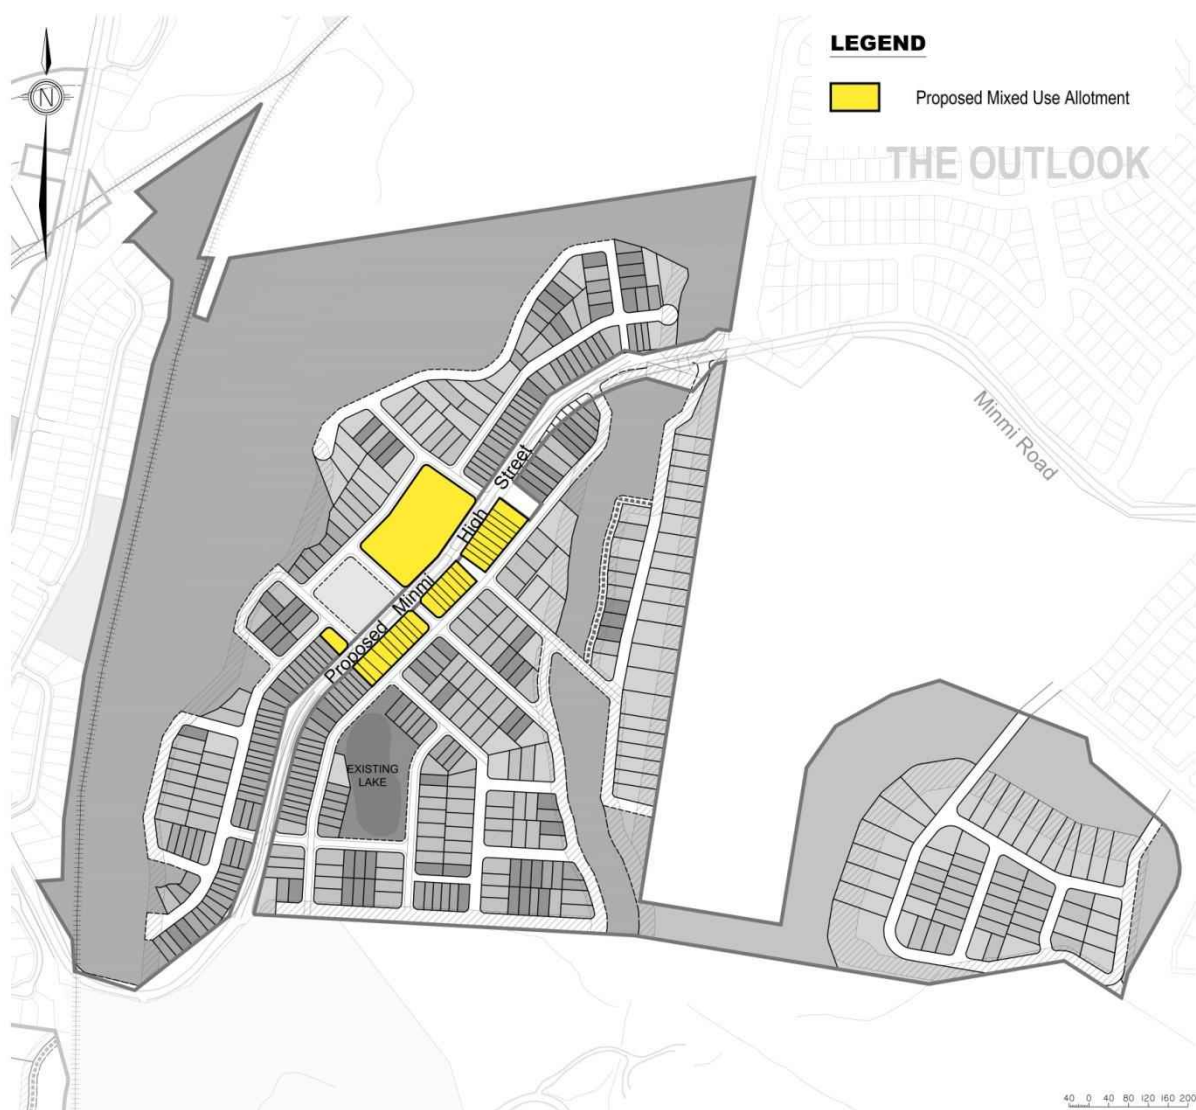 LEGEND
N
Proposed Mixed Use Allotment
THE OUTLOOK
Minmi Road
Proposed Minmi High Street
EXISTING
LAKE
40 0 40 80 120 160 200